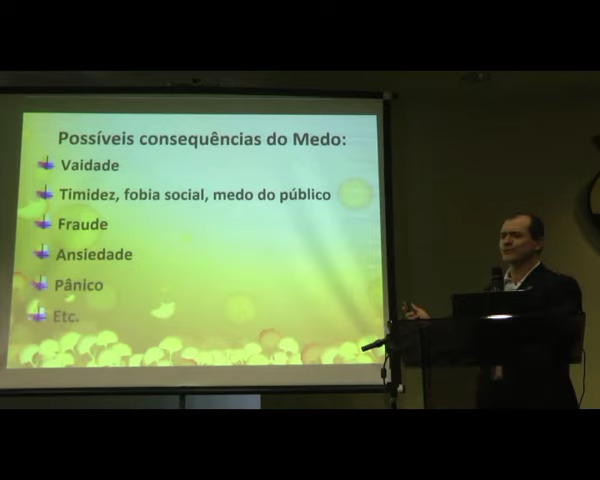 Possíveis consequências do Medo:
Vaidade
Timidez, fobia social, medo do público
Fraude
Ansiedade
Pânico
Etc.